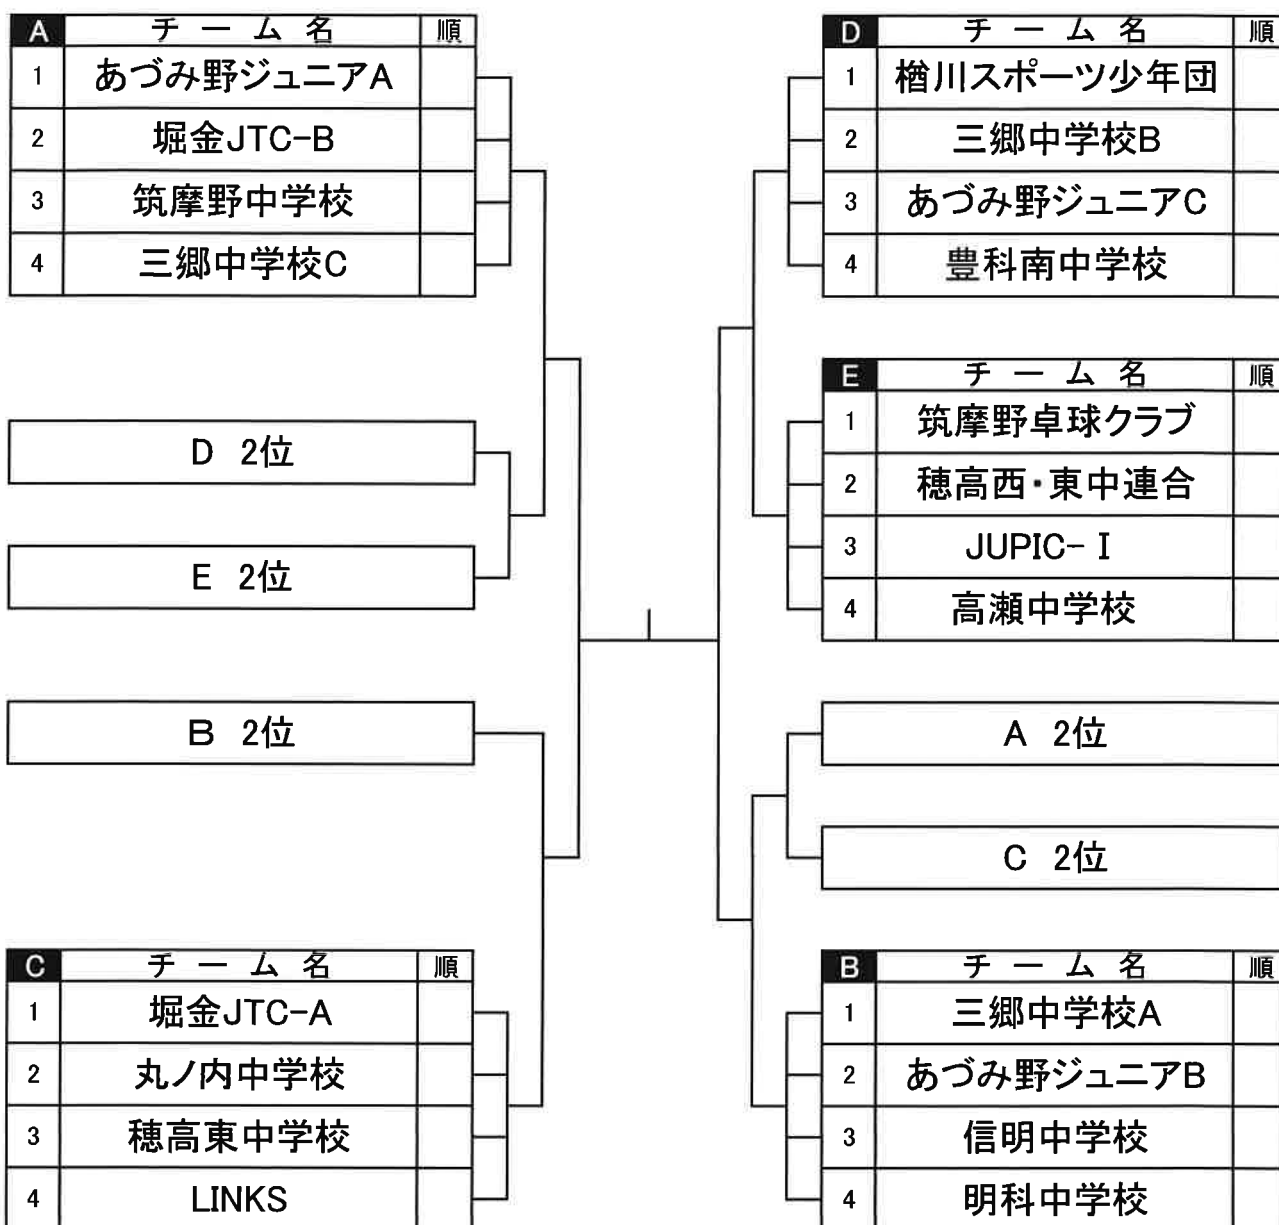 A チーム名 順
1 あづみ野ジュニアA
2 堀金JTC-B
3 筑摩野中学校
4 三郷中学校C
D 2位
E 2位
B 2位
C チーム名 順
1 堀金JTC-A
2 丸ノ内中学校
3 穂高東中学校
4 LINKS
D チーム名 順
1 楢川スポーツ少年団
2 三郷中学校B
3 あづみ野ジュニアC
4 豊科南中学校
E チーム名 順
1 筑摩野卓球クラブ
2 穂高西・東中連合
3 JUPIC-Ⅰ
4 高瀬中学校
A 2位
C 2位
B チーム名 順
1 三郷中学校A
2 あづみ野ジュニアB
3 信明中学校
4 明科中学校